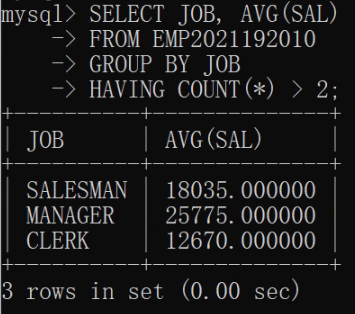 mysql> SELECT JOB, AVG(SAL)
    -> FROM EMP2021192010
    -> GROUP BY JOB
    -> HAVING COUNT(*) > 2;
+----------+--------------+
| JOB      | AVG(SAL)     |
+----------+--------------+
| SALESMAN | 18035.000000 |
| MANAGER  | 25775.000000 |
| CLERK    | 12670.000000 |
+----------+--------------+
3 rows in set (0.00 sec)